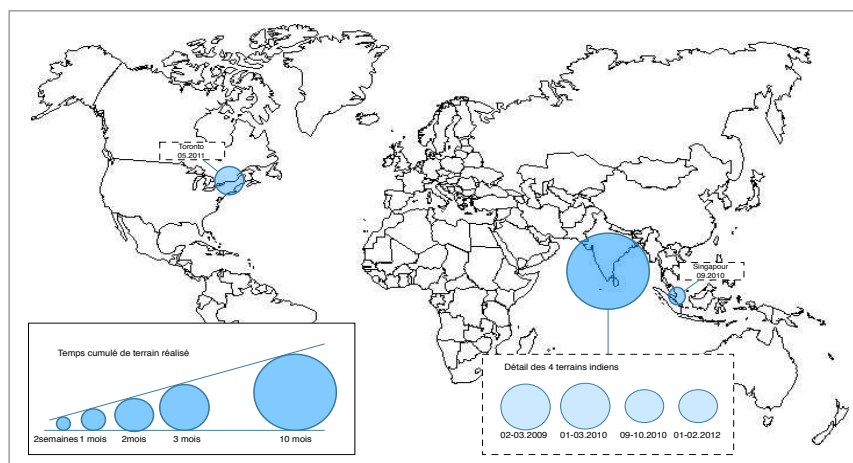 Toronto
05.2011
Singapour
09.2010
Temps cumulé de terrain réalisé
2semaines 1 mois 2mois 3 mois 10 mois
Détail des 4 terrains indiens
02-03.2009 01-03.2010 09-10.2010 01-02.2012